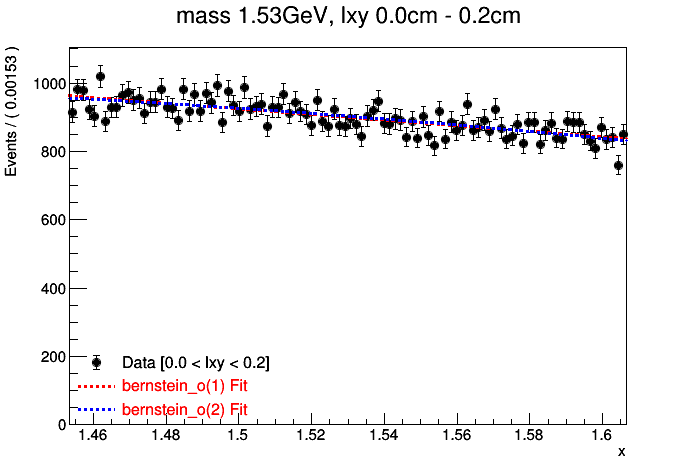 mass 1.53GeV, lxy 0.0cm - 0.2cm
Events / ( 0.00153 )
1000
800
600
400
200
0
Data [0.0 < lxy < 0.2]
bernstein_o(1) Fit
bernstein_o(2) Fit
1.46 1.48 1.5 1.52 1.54 1.56 1.58 1.6
x